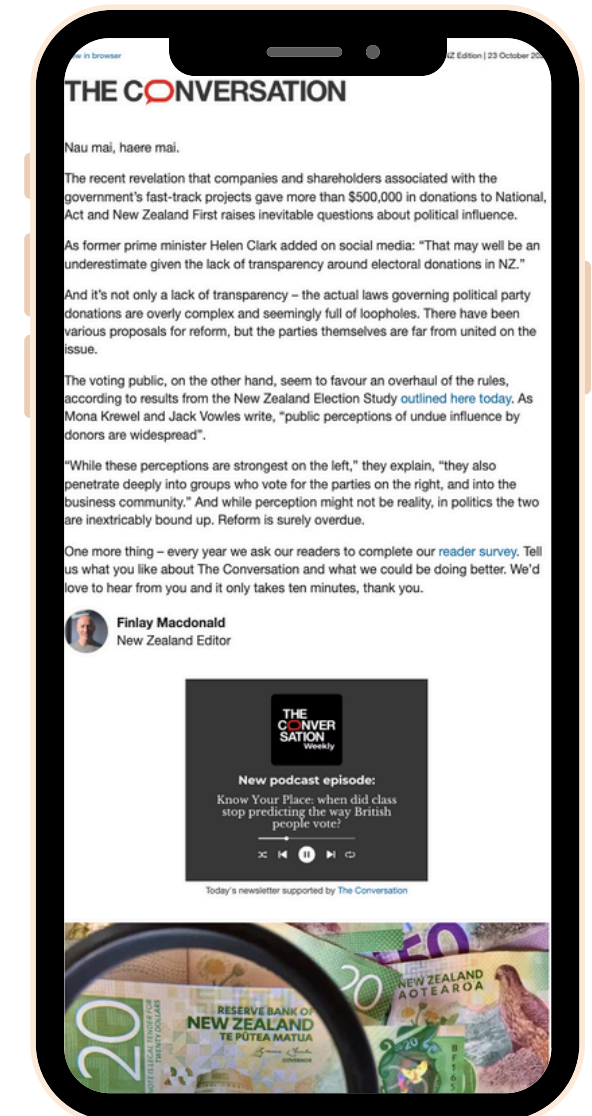 in browser
NZ Edition | 23 October
THE CONVERSATION
Nau mai, haere mai.
The recent revelation that companies and shareholders associated with the
government's fast-track projects gave more than $500,000 in donations to National,
Act and New Zealand First raises inevitable questions about political influence.
As former prime minister Helen Clark added on social media: “That may well be an
underestimate given the lack of transparency around electoral donations in NZ.”
And it's not only a lack of transparency – the actual laws governing political party
donations are overly complex and seemingly full of loopholes. There have been
various proposals for reform, but the parties themselves are far from united on the
issue.
The voting public, on the other hand, seem to favour an overhaul of the rules,
according to results from the New Zealand Election Study outlined here today. As
Mona Krewel and Jack Vowles write, “public perceptions of undue influence by
donors are widespread”.
“While these perceptions are strongest on the left,” they explain, “they also
penetrate deeply into groups who vote for the parties on the right, and into the
business community.” And while perception might not be reality, in politics the two
are inextricably bound up. Reform is surely overdue.
One more thing – every year we ask our readers to complete our reader survey. Tell
us what you like about The Conversation and what we could be doing better. We'd
love to hear from you and it only takes ten minutes, thank you.
Finlay Macdonald
New Zealand Editor
THE
CONVER
SATION
Weekly
New podcast episode:
Know Your Place: when did class
stop predicting the way British
people vote?
Today's newsletter supported by The Conversation
50
20
NEW ZEALAND
AOTEAROA
RESERVE BANK OF
NEW ZEALAND
TE PŪTEA MATUA
GOVERNOR
20
NOTE IS LEGAL TENDER FOR
TWENTY DOLLARS
BF165